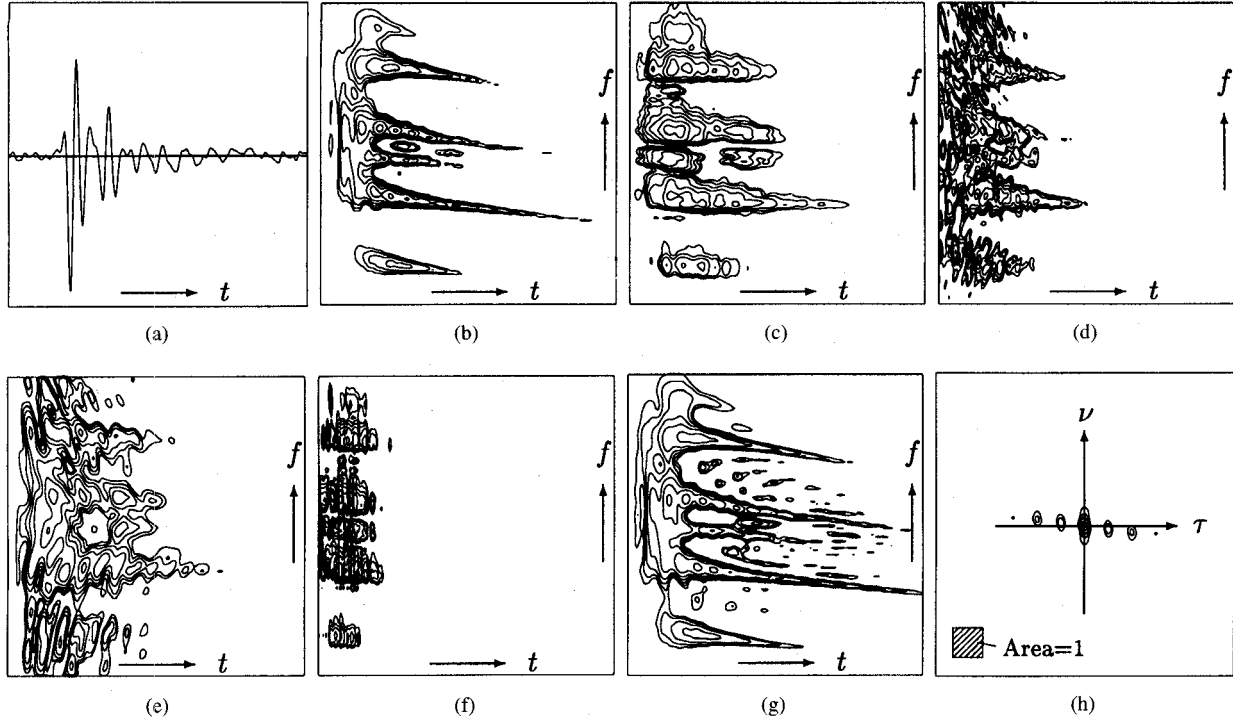 f
f
f
t
t
t
t
(a)
(b)
(c)
(d)
f
f
f
ν
τ
Area=1
t
t
t
(e)
(f)
(g)
(h)